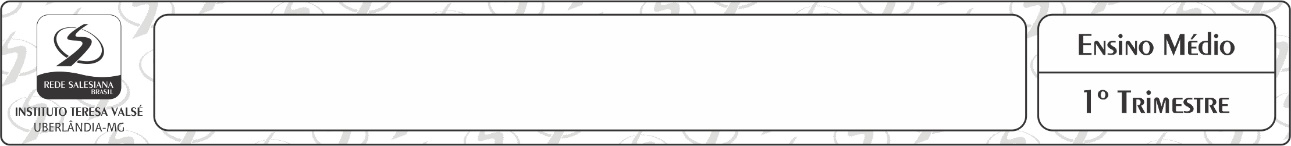 REDE SALESIANA
BRASIL
INSTITUTO TERESA VALSÉ
UBERLÂNDIA-MG
Ensino Médio
1º Trimestre